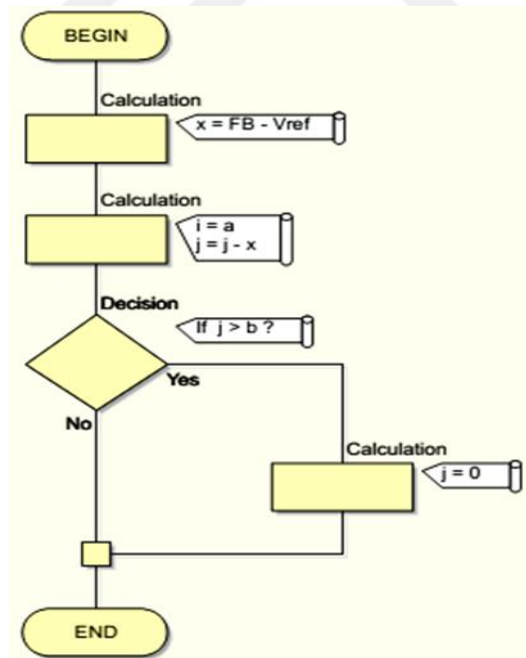 BEGIN
Calculation
x = FB - Vref
Calculation
i = a
j = j - x
Decision
If j > b ?
Yes
No
Calculation
j = 0
END